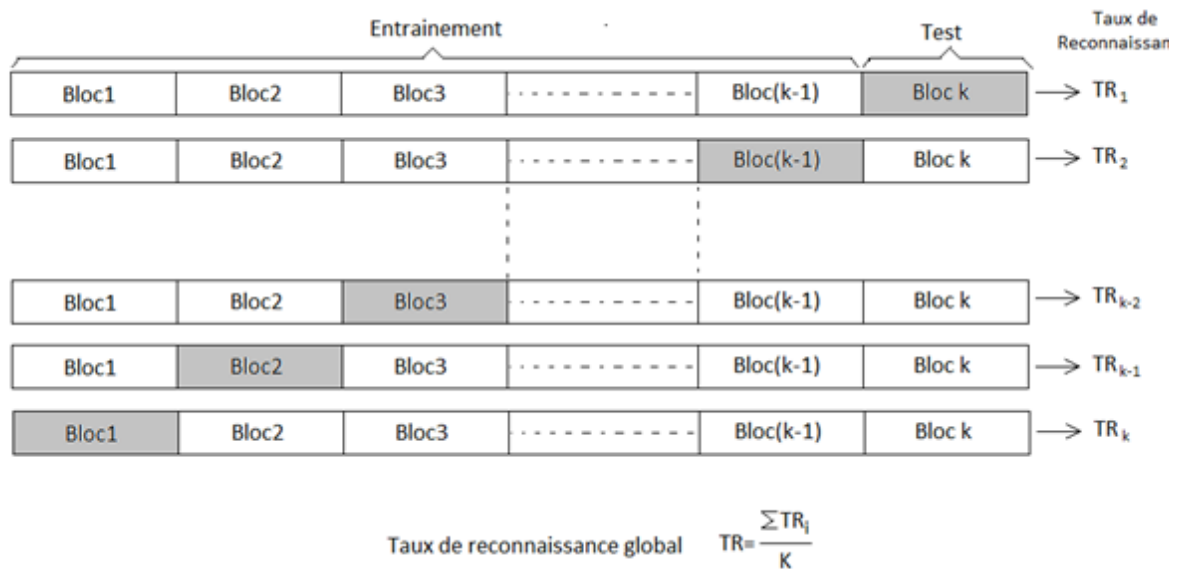 Entrainement
Test
Taux de
Reconnaissan
Bloc1 Bloc2 Bloc3 Bloc(k-1) Bloc k TR1
Bloc1 Bloc2 Bloc3 Bloc(k-1) Bloc k TR2
Bloc1 Bloc2 Bloc3 Bloc(k-1) Bloc k TRk-2
Bloc1 Bloc2 Bloc3 Bloc(k-1) Bloc k TRk-1
Bloc1 Bloc2 Bloc3 Bloc(k-1) Bloc k TRk
Taux de reconnaissance global TR= ∑TRi / K